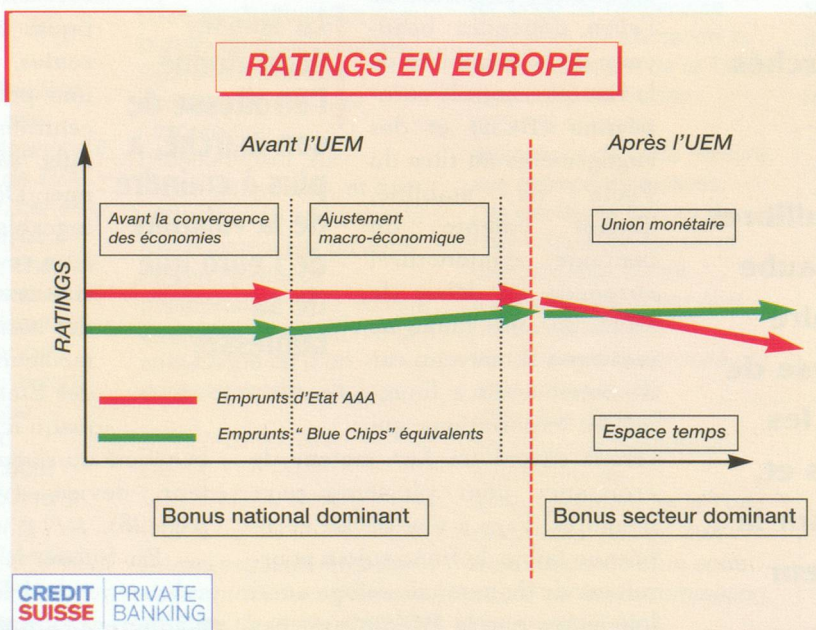 RATINGS EN EUROPE
Avant l'UEM
Après l'UEM
Avant la convergence
des économies
Ajustement
macro-économique
Union monétaire
RATINGS
Emprunts d'Etat AAA
Emprunts " Blue Chips" équivalents
Espace temps
Bonus national dominant
Bonus secteur dominant
CREDIT
SUISSE
PRIVATE
BANKING